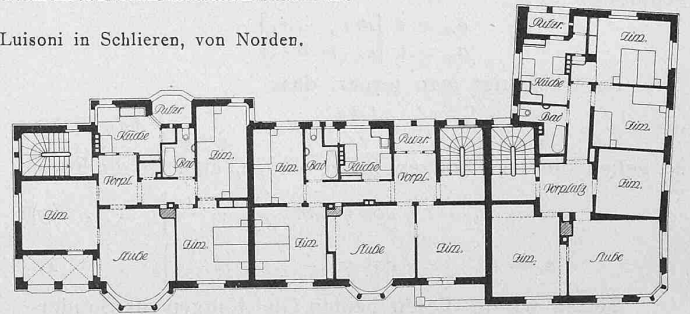 Luisoni in Schlieren, von Norden.
Putzr. Zim.
Küche
Putzr.
Küche Bad Zim. Zim. Bad Küche Putzr. Bad Zim.
Vorpl. Vorpl. Vorplatz Zim.
Zim.
Stube Zim. Zim. Stube Zim. Zim. Stube